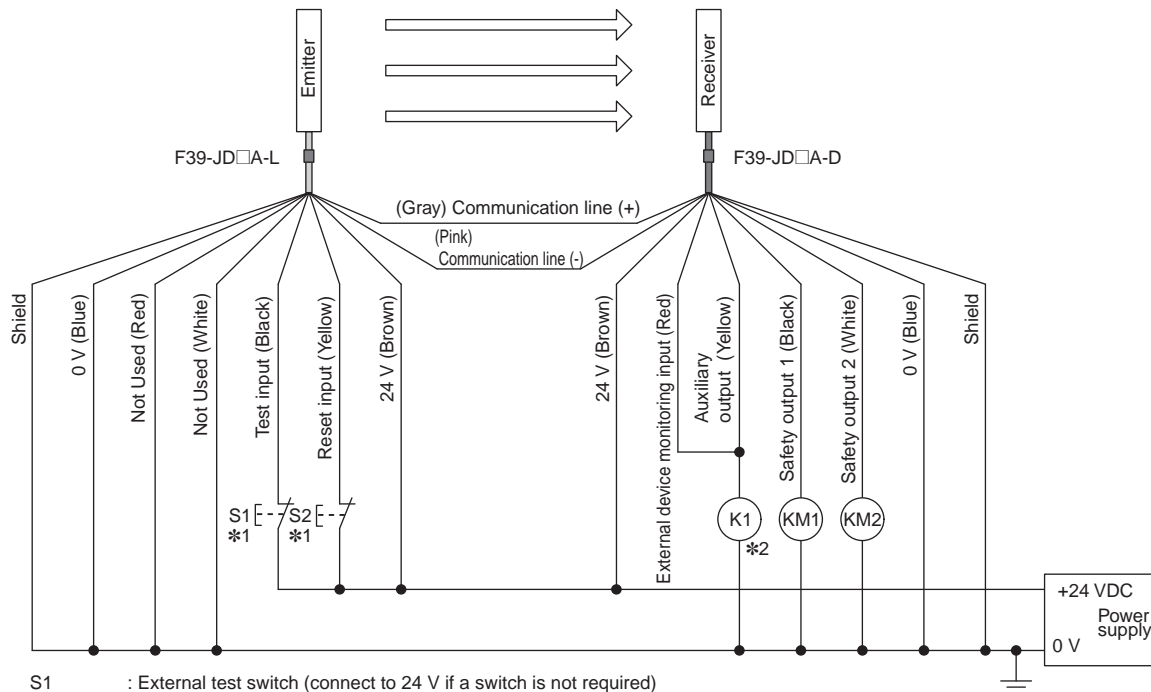 Emitter
Receiver
F39-JD□A-L
F39-JD□A-D
(Gray) Communication line (+)
(Pink)
Communication line (-)
Shield
0 V (Blue)
Not Used (Red)
Not Used (White)
Test input (Black)
Reset input (Yellow)
24 V (Brown)
24 V (Brown)
External device monitoring input (Red)
Auxiliary
output (Yellow)
Safety output 1 (Black)
Safety output 2 (White)
0 V (Blue)
Shield
S1
*1
S2
*1
K1
*2
KM1
KM2
+24 VDC
Power
supply
0 V
S1 : External test switch (connect to 24 V if a switch is not required)